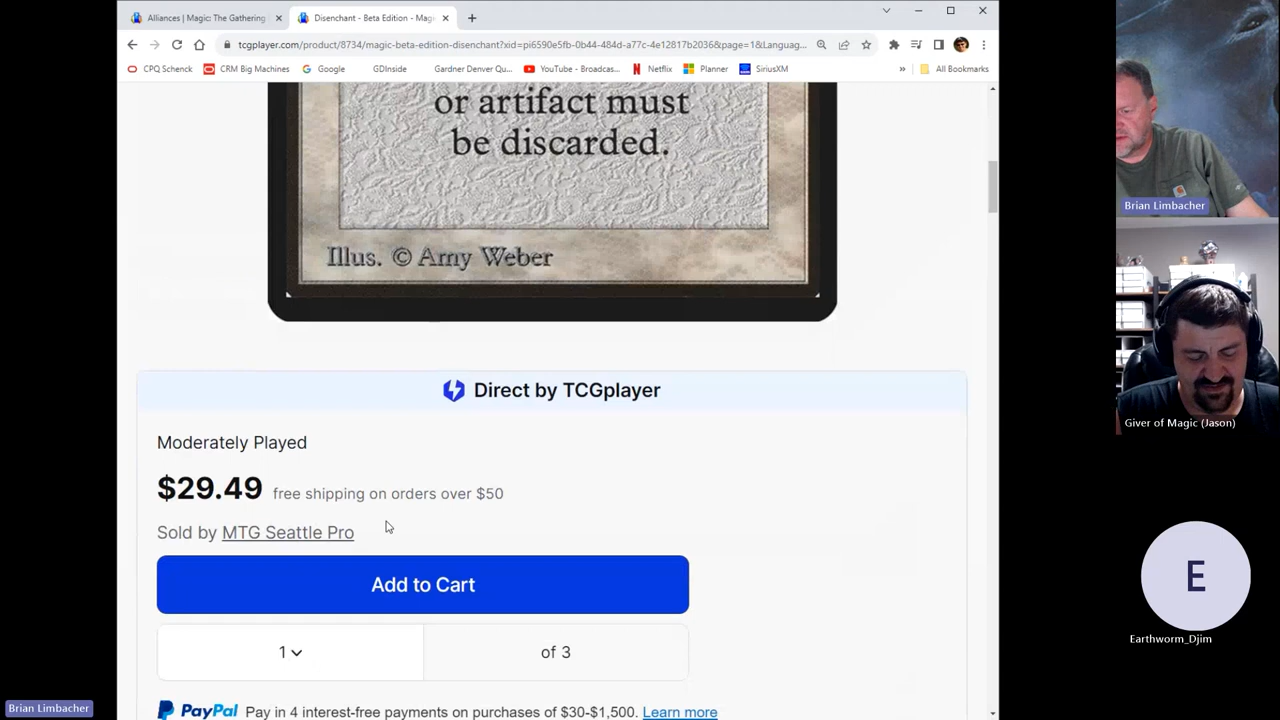 Alliances | Magic: The Gathering
Disenchant - Beta Edition - Mag
tcgplayer.com/product/8734/magic-beta-edition-disenchant?xid=pi6590e5fb-0b44-484d-a77c-4e12817b2036&page=1&Languag...
CPQ Schenck
CRM Big Machines
Google
GDInside
Gardner Denver Qu...
YouTube - Broadcas...
Netflix
Planner
SiriusXM
»
All Bookmarks
or artifact must
be discarded.
Illus. © Amy Weber
Direct by TCGplayer
Moderately Played
$29.49 free shipping on orders over $50
Sold by MTG Seattle Pro
Add to Cart
1
of 3
PayPal Pay in 4 interest-free payments on purchases of $30-$1,500. Learn more
Brian Limbacher
Brian Limbacher
Giver of Magic (Jason)
E
Earthworm_Djim